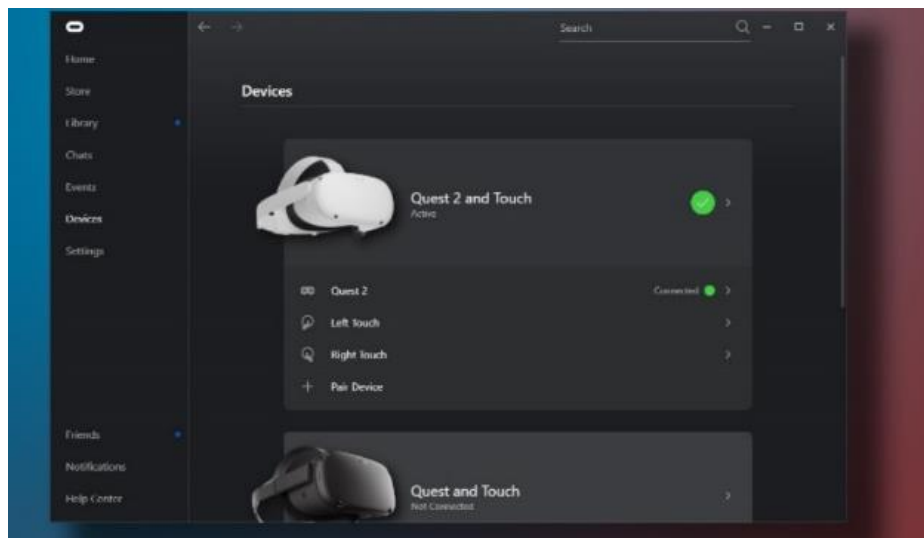 Search
Home
Store
Library
Chats
Events
Devices
Settings
Friends
Notifications
Help Center
Devices
Quest 2 and Touch
Active
Quest 2
Connected
Left Touch
Right Touch
Pair Device
Quest and Touch
Not Connected